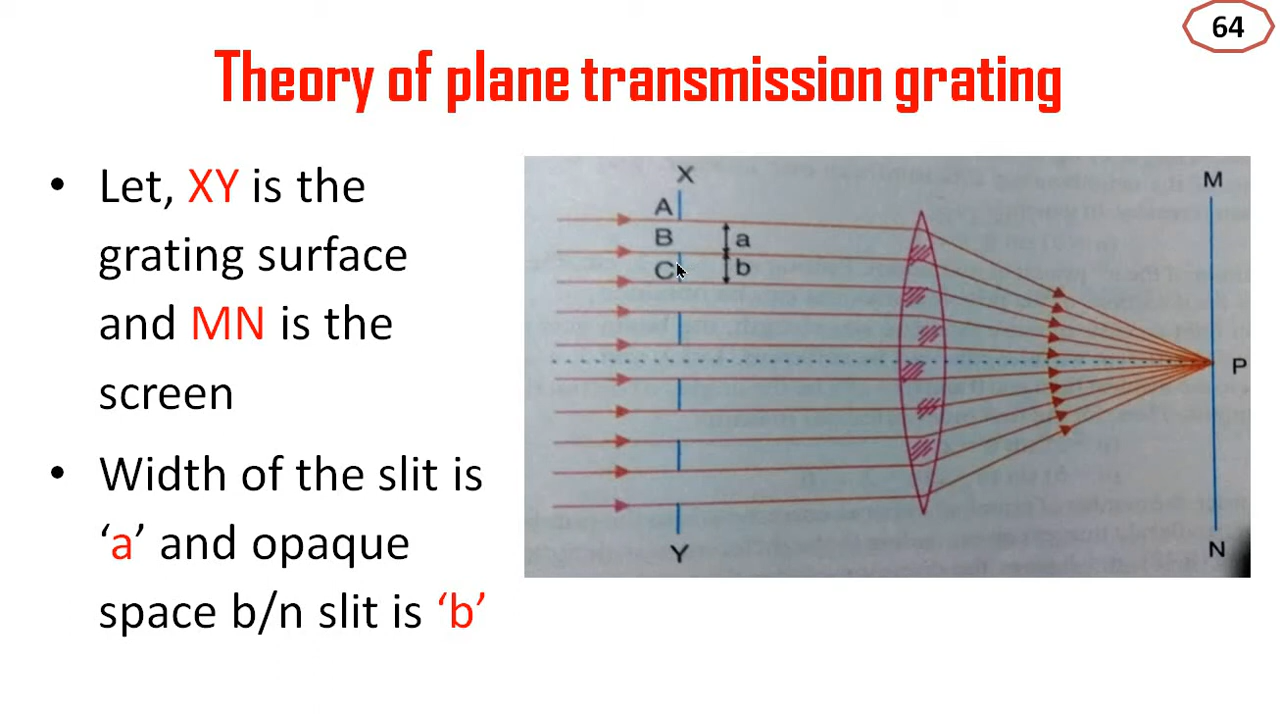 64
Theory of plane transmission grating
• Let, XY is the
grating surface
and MN is the
screen
• Width of the slit is
‘a’ and opaque
space b/n slit is ‘b’
X
M
A
B
a
C
b
P
Y
N